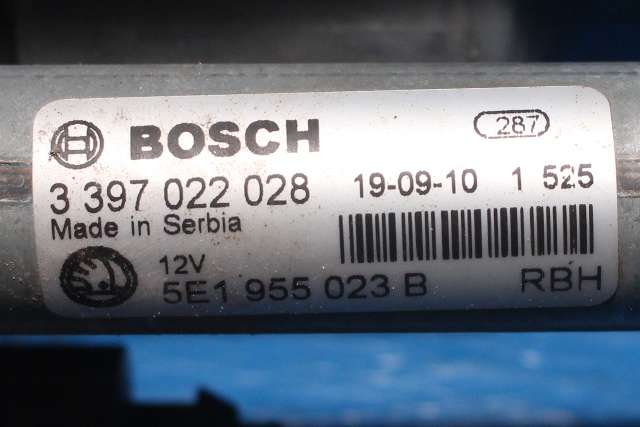 BOSCH 287
3 397 022 028 19-09-10 1 525
Made in Serbia
12V
5E1 955 023 B RBH